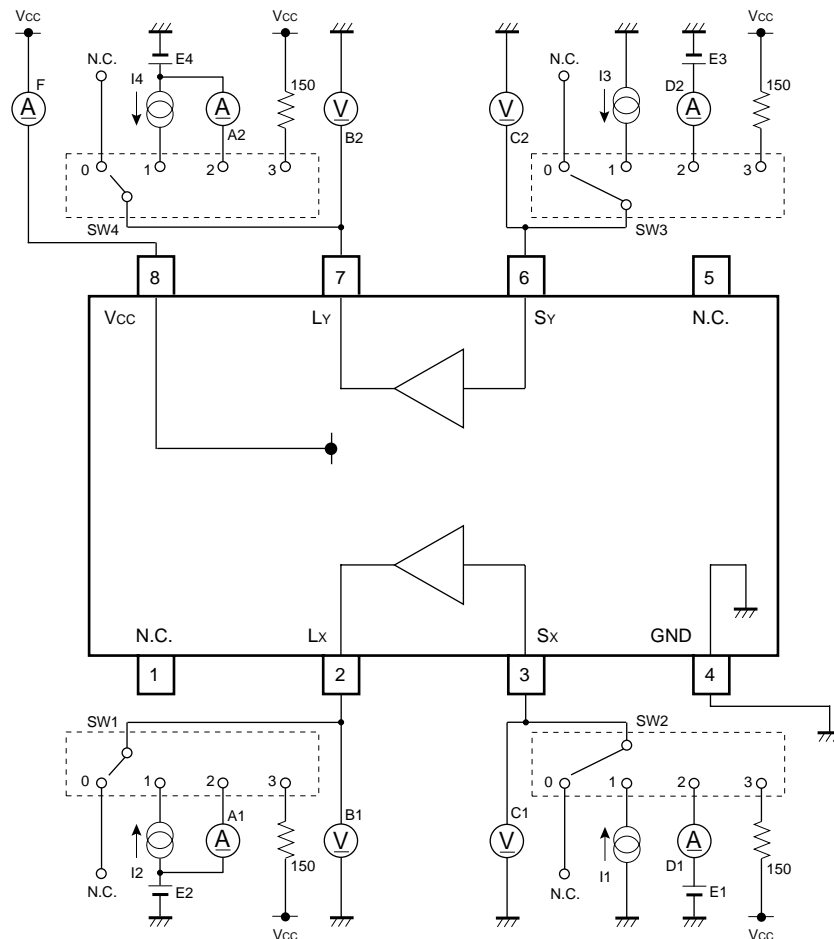 VCC VCC VCC
N.C. E4 N.C. E3
F I4 150 I3 D2 150
A A V V A
A2 B2 C2
0 1 2 3 0 1 2 3
SW4 SW3
8 7 6 5
VCC LY SY N.C.
N.C. LX SX GND
1 2 3 4
SW1 SW2
0 1 2 3 0 1 2 3
A1 B1 C1
A V V A
I2 150 I1 D1 150
N.C. E2 N.C. E1
VCC VCC